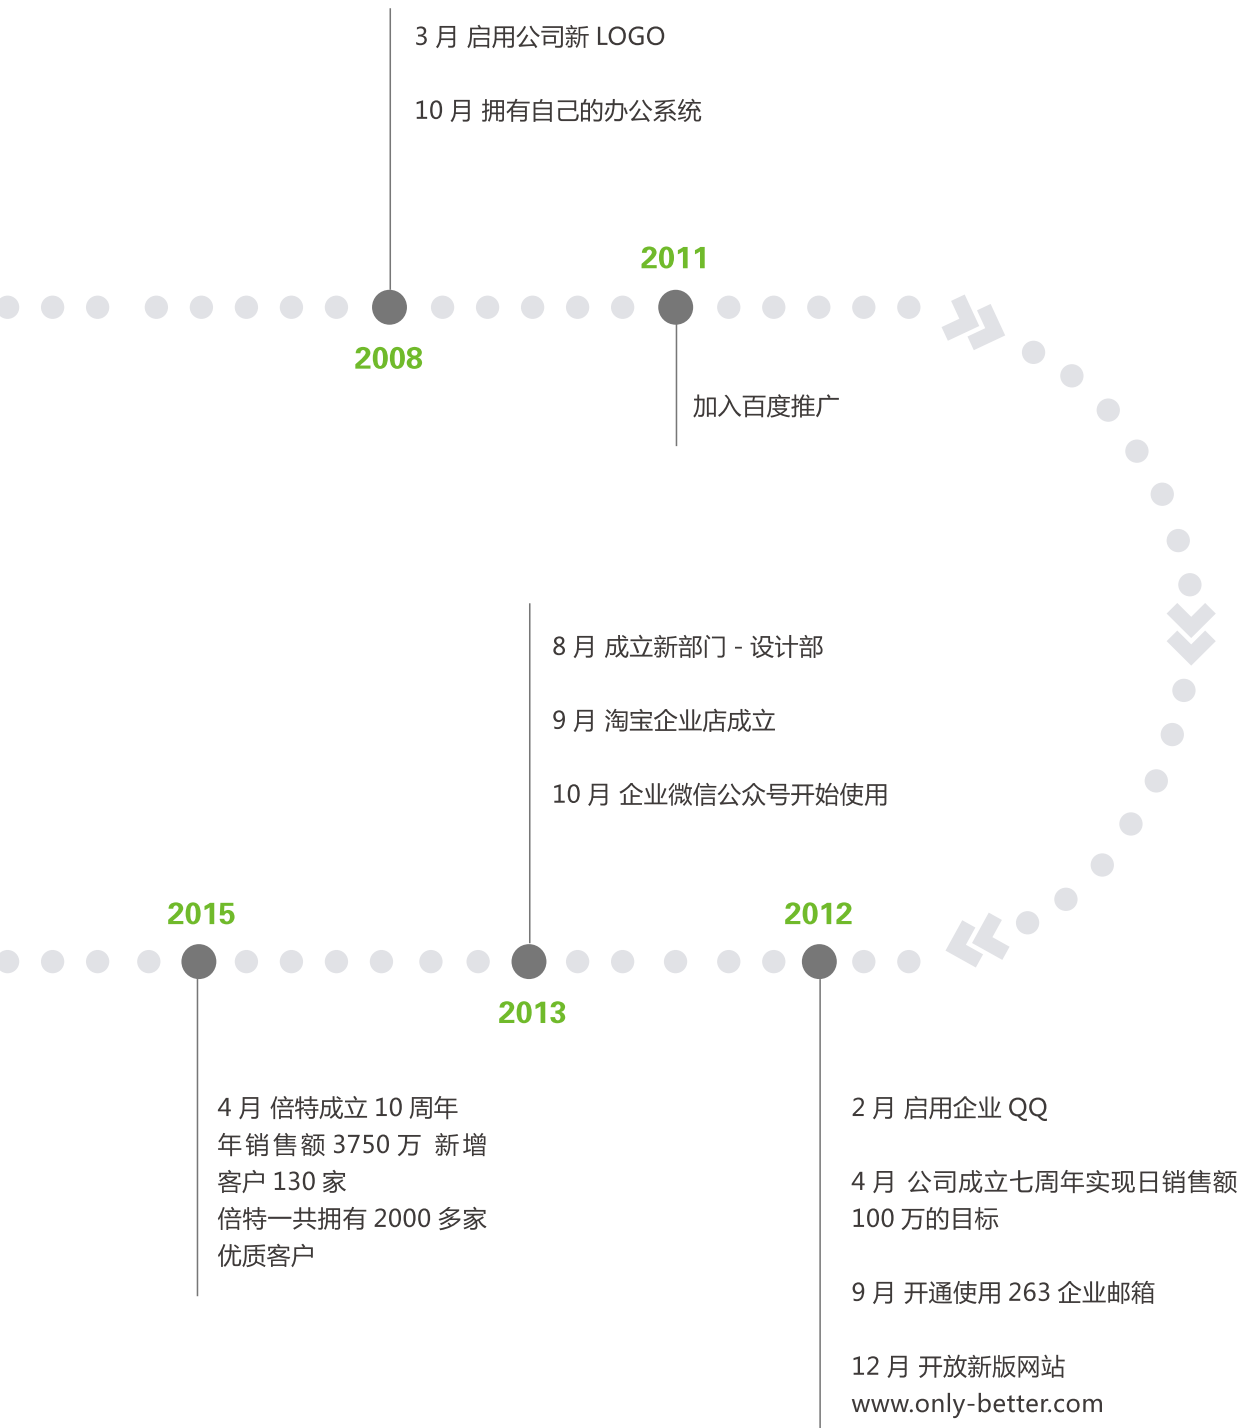 3 月 启用公司新 LOGO
10 月 拥有自己的办公系统
2008
2011
加入百度推广
8 月 成立新部门 - 设计部
9 月 淘宝企业店成立
10 月 企业微信公众号开始使用
2015
2013
2012
4 月 倍特成立 10 周年
年销售额 3750 万 新增
客户 130 家
倍特一共拥有 2000 多家
优质客户
2 月 启用企业 QQ
4 月 公司成立七周年实现日销售额
100 万的目标
9 月 开通使用 263 企业邮箱
12 月 开放新版网站
www.only-better.com